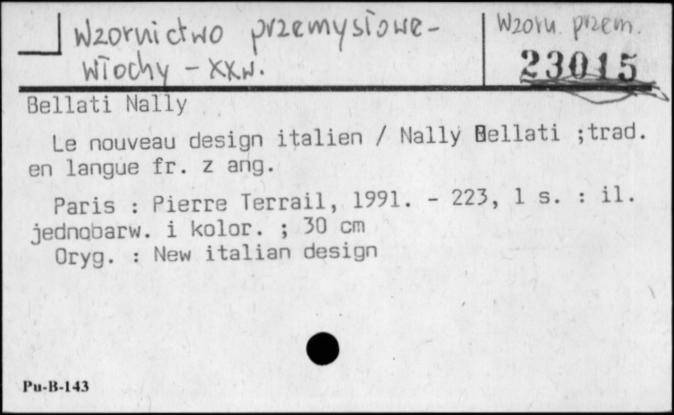 Wzornictwo przemysłowe -
Włochy - XX w.
Wzorn. przem.
23015
Bellati Nally
Le nouveau design italien / Nally Bellati ;trad.
en langue fr. z ang.
Paris : Pierre Terrail, 1991. - 223, 1 s. : il.
jednobarw. i kolor. ; 30 cm
Oryg. : New italian design
Pu-B-143